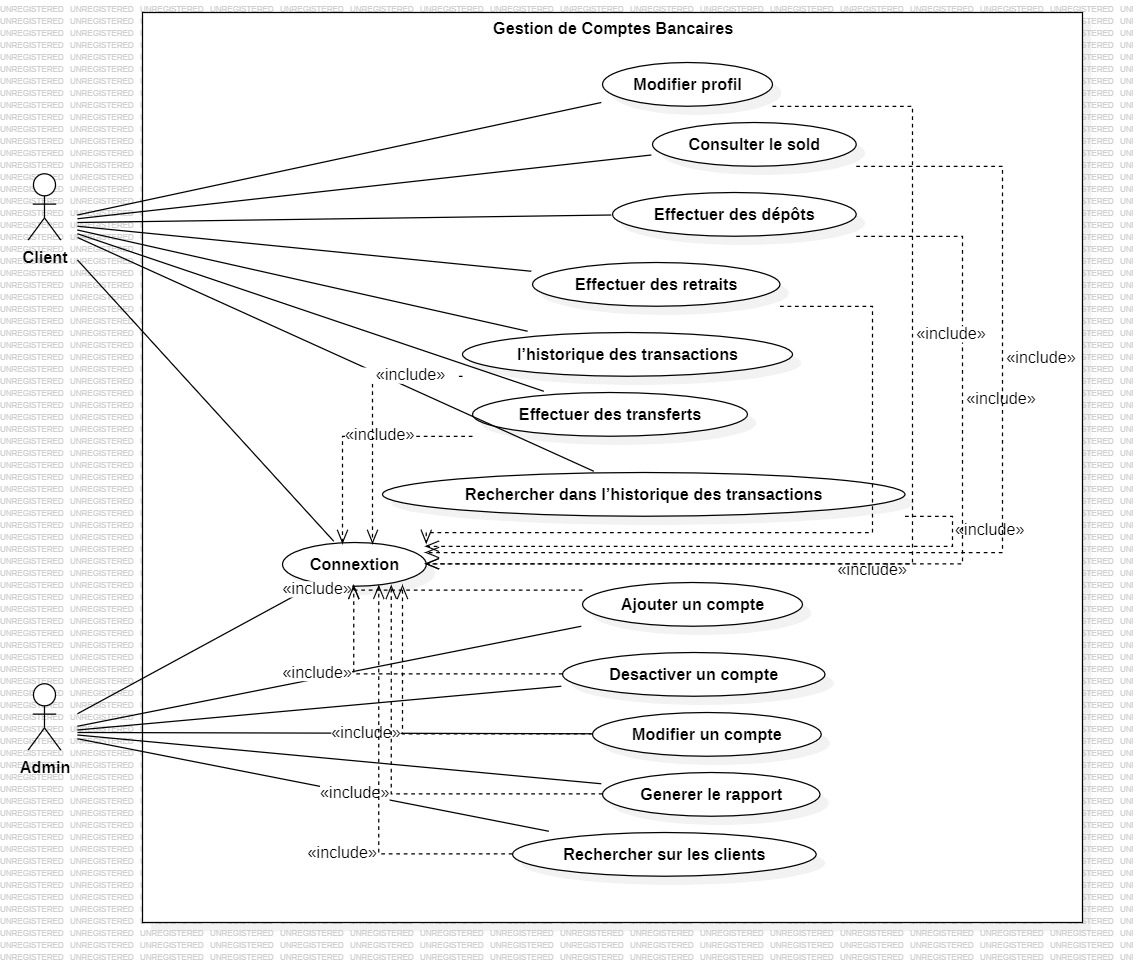 Gestion de Comptes Bancaires
Modifier profil
Consulter le sold
Effectuer des dépôts
Client
Effectuer des retraits
«include»
l’historique des transactions
«include»
«include»
«include»
Effectuer des transferts
«include»
Rechercher dans l’historique des transactions
«include»
Connextion
«include»
«include»
Ajouter un compte
«include»
Desactiver un compte
«include»
Modifier un compte
Admin
«include»
Generer le rapport
«include»
Rechercher sur les clients
UNREGISTERED